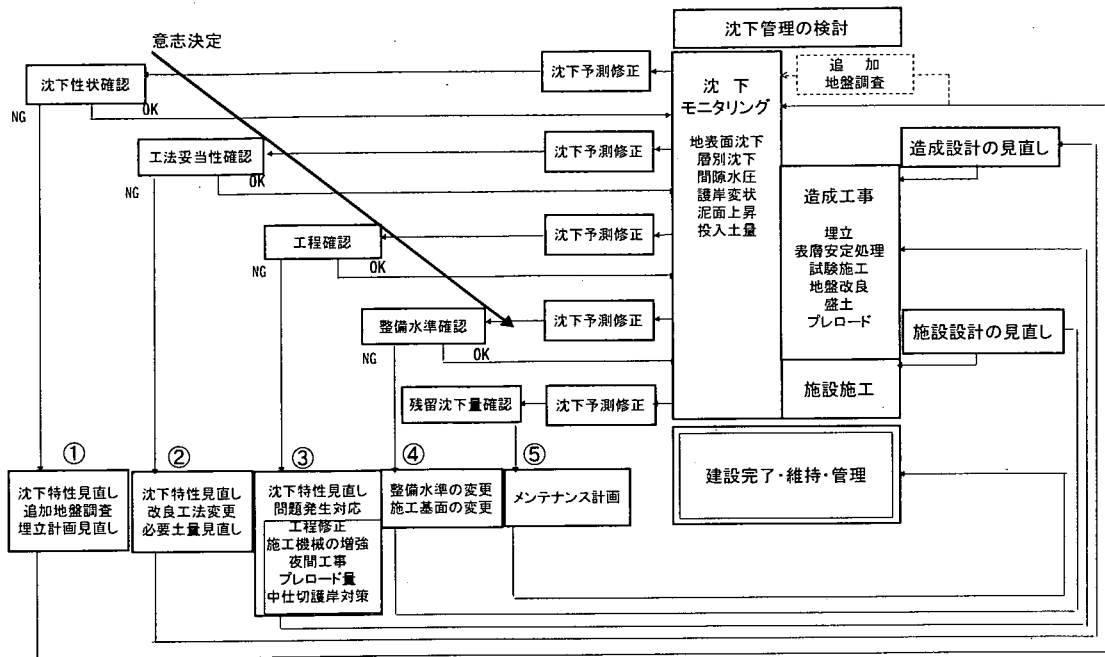 沈下管理の検討
意志決定
沈下予測修正
追　加
地盤調査
沈下性状確認
NG
OK
沈　下
モニタリング
地表面沈下
層別沈下
間隙水圧
護岸変状
泥面上昇
投入土量
工法妥当性確認
NG
OK
沈下予測修正
造成設計の見直し
造成工事
埋立
表層安定処理
試験施工
地盤改良
盛土
プレロード
工程確認
NG
OK
沈下予測修正
整備水準確認
NG
OK
沈下予測修正
施設設計の見直し
施設施工
残留沈下量確認
沈下予測修正
建設完了・維持・管理
①
沈下特性見直し
追加地盤調査
埋立計画見直し
②
沈下特性見直し
改良工法変更
必要土量見直し
③
沈下特性見直し
問題発生対応
工程修正
施工機械の増強
夜間工事
プレロード量
中仕切護岸対策
④
整備水準の変更
施工基面の変更
⑤
メンテナンス計画